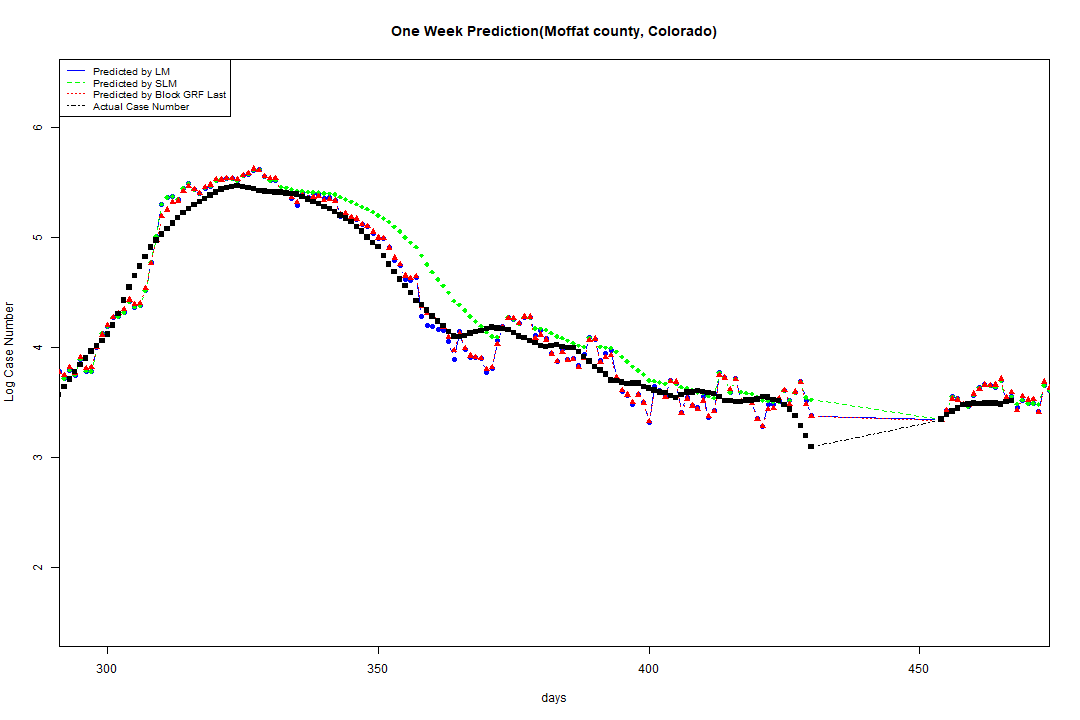 One Week Prediction(Moffat county, Colorado)
Predicted by LM
Predicted by SLM
Predicted by Block GRF Last
Actual Case Number
6
5
4
3
2
Log Case Number
300 350 400 450
days